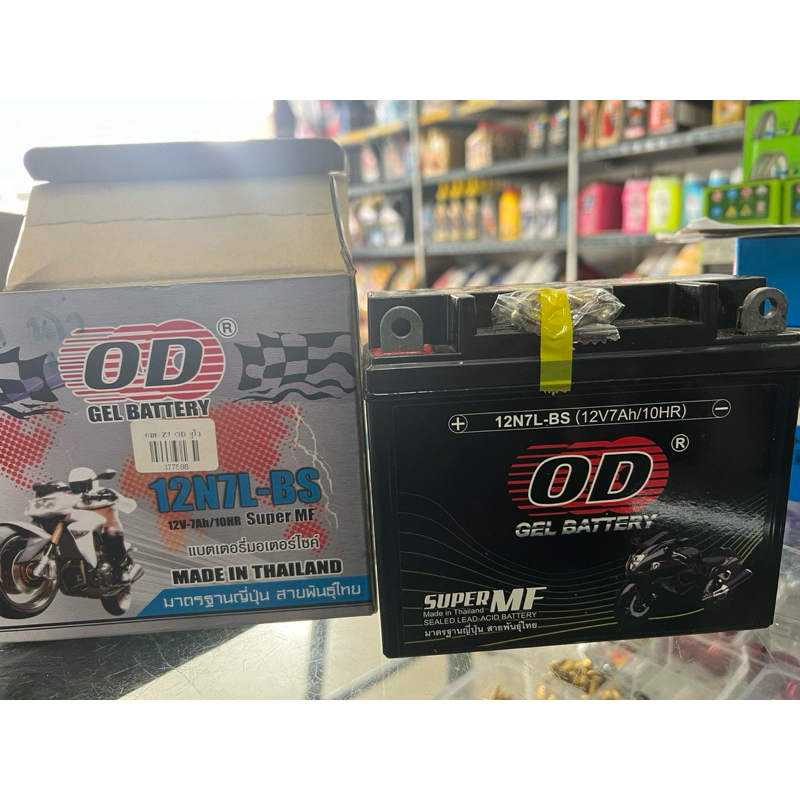 OD®
GEL BATTERY
377598
12N7L-BS
12V-7Ah/10HR Super MF
แบตเตอรี่มอเตอร์ไซค์
MADE IN THAILAND
มาตรฐานญี่ปุ่น สายพันธุ์ไทย
+ 12N7L-BS (12V7Ah/10HR) −
OD®
GEL BATTERY
SUPER MF
Made in Thailand
SEALED LEAD-ACID BATTERY
มาตรฐานญี่ปุ่น สายพันธุ์ไทย